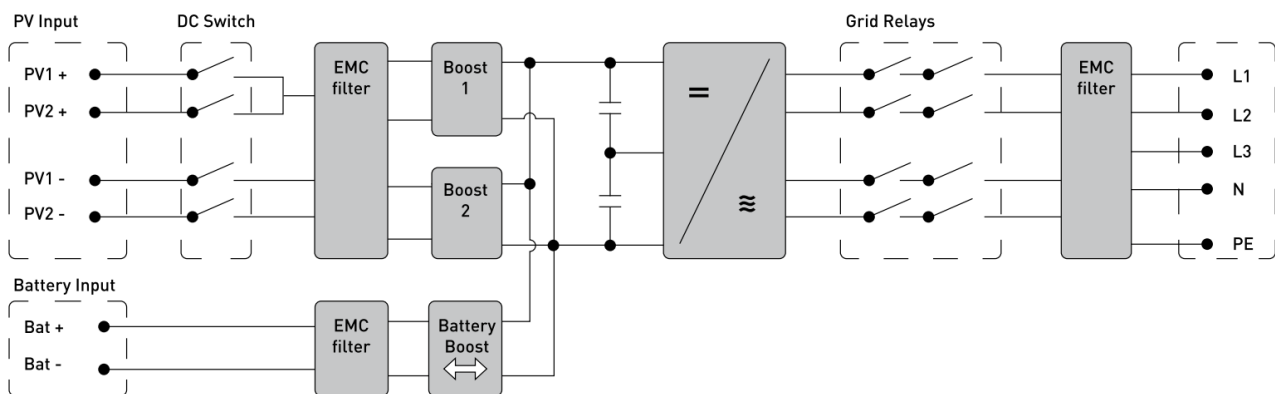 PV Input
DC Switch
Grid Relays
PV1 +
PV2 +
PV1 -
PV2 -
EMC
filter
Boost
1
Boost
2
=
≋
EMC
filter
L1
L2
L3
N
PE
Battery Input
Bat +
Bat -
EMC
filter
Battery
Boost